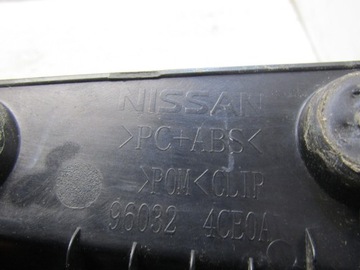 NISSAN
>PC+ABS<
>POM<CLIP
96032 4CE0A